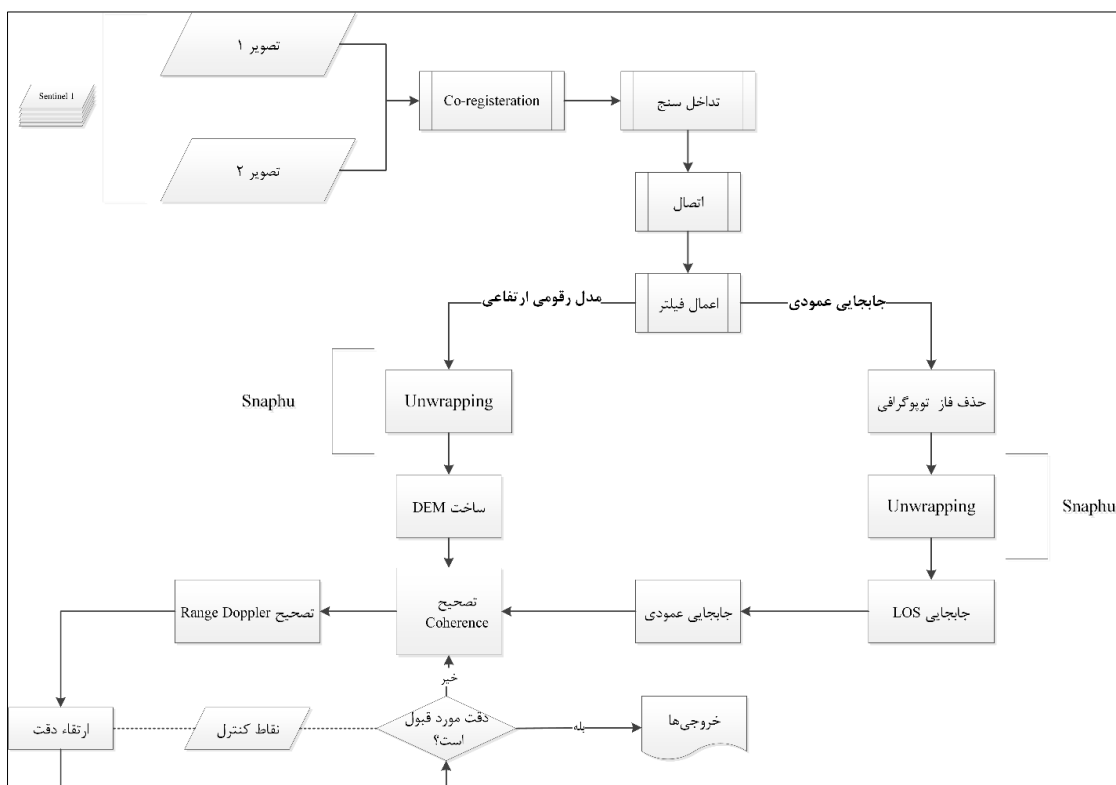 تصویر ۱
Sentinel 1
Co-registeration
تداخل سنج
تصویر ۲
اتصال
اعمال فیلتر
مدل رقومی ارتفاعی
جابجایی عمودی
Snaphu
Unwrapping
حذف فاز توپوگرافی
ساخت DEM
Unwrapping
Snaphu
تصحیح Range Doppler
تصحیح
Coherence
جابجایی عمودی
جابجایی LOS
خیر
ارتقاء دقت
نقاط کنترل
دقت مورد قبول
است؟
بله
خروجی‌ها